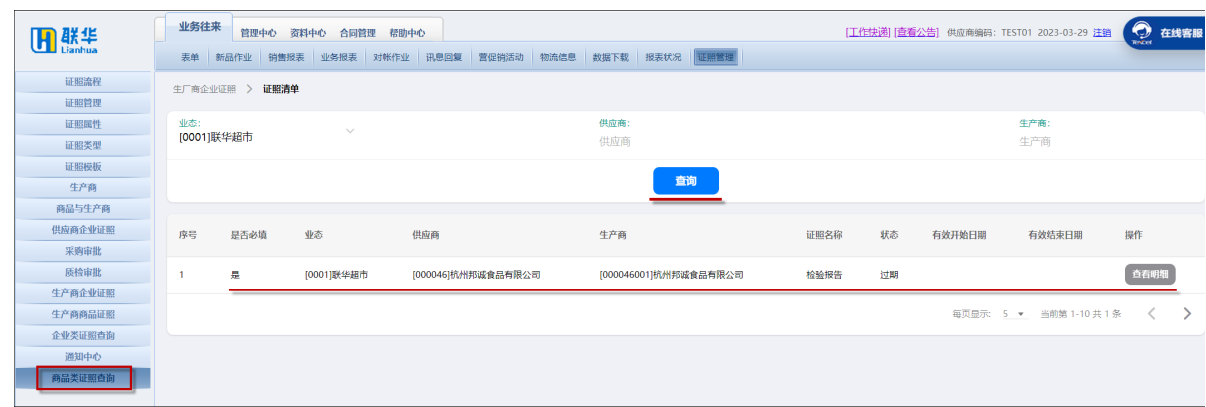 联华
Lianhua
业务往来 管理中心 资料中心 合同管理 帮助中心
[工作快递] [查看公告] 供应商编码: TEST01 2023-03-29 注销
Tencent 在线客服
表单 新品作业 销售报表 业务报表 对帐作业 讯息回复 营促销活动 物流信息 数据下载 报表状况 证照管理
证照流程
证照管理
证照属性
证照类型
证照模板
生产商
商品与生产商
供应商企业证照
采购审批
质检审批
生产商企业证照
生产商商品证照
企业类证照查询
通知中心
商品类证照查询
生厂商企业证照 > 证照清单
业态: 供应商: 生产商:
[0001]联华超市 供应商 生产商
查询
序号 是否必填 业态 供应商 生产商 证照名称 状态 有效开始日期 有效结束日期 操作
1 是 [0001]联华超市 [000046]杭州邦诚食品有限公司 [000046001]杭州邦诚食品有限公司 检验报告 过期 查看明细
每页显示: 5 当前第 1-10 共 1 条